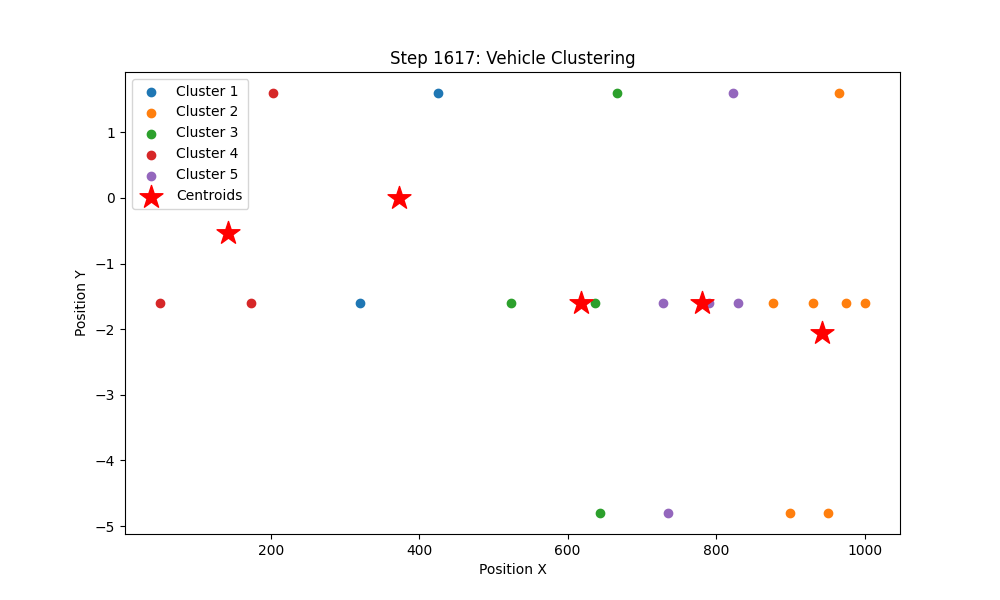 Step 1617: Vehicle Clustering
Cluster 1
Cluster 2
Cluster 3
Cluster 4
Cluster 5
Centroids
1
0
−1
−2
−3
−4
−5
Position Y
200
400
600
800
1000
Position X